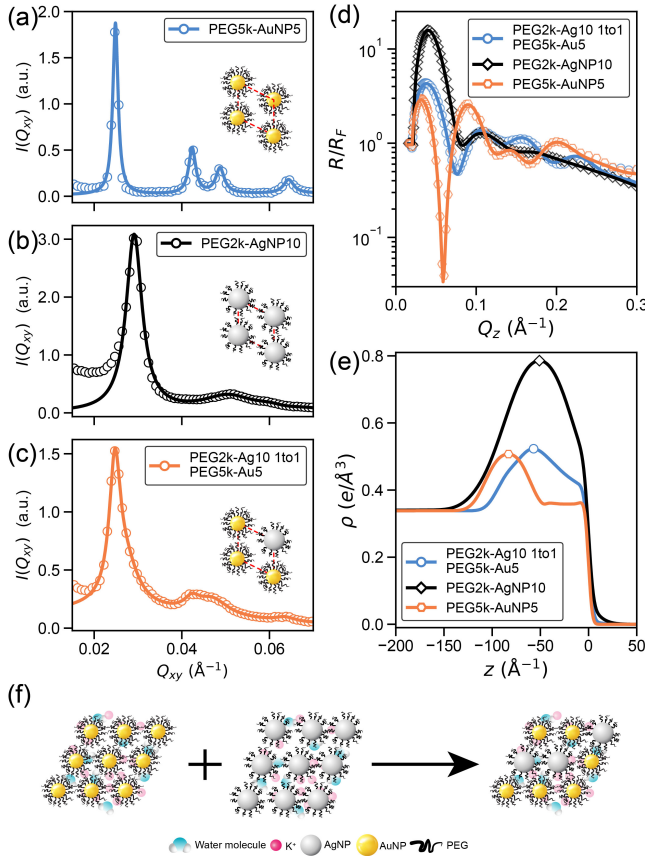 (a)
PEG5k-AuNP5
I(Qxy) (a.u.)
2.0
1.5
1.0
0.5
0.0
(b)
PEG2k-AgNP10
I(Qxy) (a.u.)
3.0
2.0
1.0
0.0
(c)
PEG2k-Ag10 1to1
PEG5k-Au5
I(Qxy) (a.u.)
1.5
1.0
0.5
0.0
0.02 0.04 0.06
Qxy (Å⁻¹)
(d)
PEG2k-Ag10 1to1
PEG5k-Au5
PEG2k-AgNP10
PEG5k-AuNP5
R/RF
10¹
10⁰
10⁻¹
0.0 0.1 0.2 0.3
Qz (Å⁻¹)
(e)
ρ (e/Å³)
0.8
0.6
0.4
0.2
0.0
PEG2k-Ag10 1to1
PEG5k-Au5
PEG2k-AgNP10
PEG5k-AuNP5
−200 −150 −100 −50 0 50
z (Å⁻¹)
(f)
Water molecule K⁺ AgNP AuNP PEG